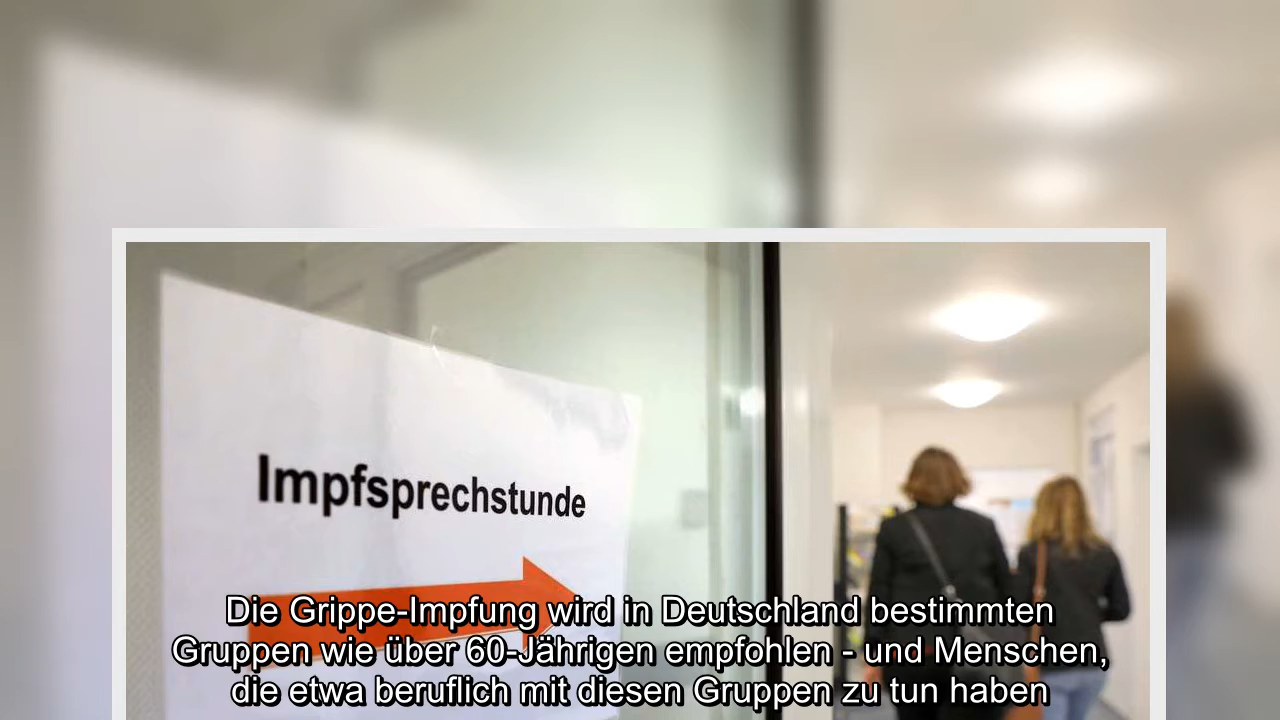 Impfsprechstunde
Die Grippe-Impfung wird in Deutschland bestimmten
Gruppen wie über 60-Jährigen empfohlen - und Menschen,
die etwa beruflich mit diesen Gruppen zu tun haben